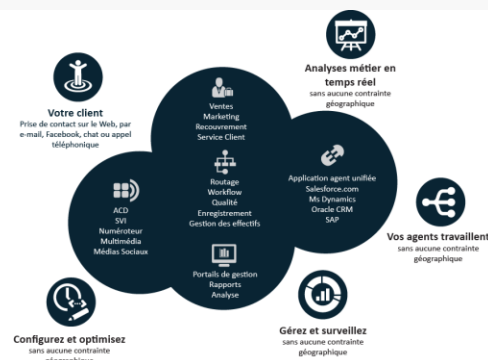 Analyses métier en
temps réel
sans aucune contrainte
géographique
Votre client
Prise de contact sur le Web, par
e-mail, Facebook, chat ou appel
téléphonique
Ventes
Marketing
Recouvrement
Service Client
Routage
Workflow
Qualité
Enregistrement
Gestion des effectifs
Application agent unifiée
Salesforce.com
Ms Dynamics
Oracle CRM
SAP
ACD
SVI
Numéroteur
Multimédia
Médias Sociaux
Vos agents travaillent
sans aucune contrainte
géographique
Portails de gestion
Rapports
Analyse
Configurez et optimisez
sans aucune contrainte
géographique
Gérez et surveillez
sans aucune contrainte
géographique